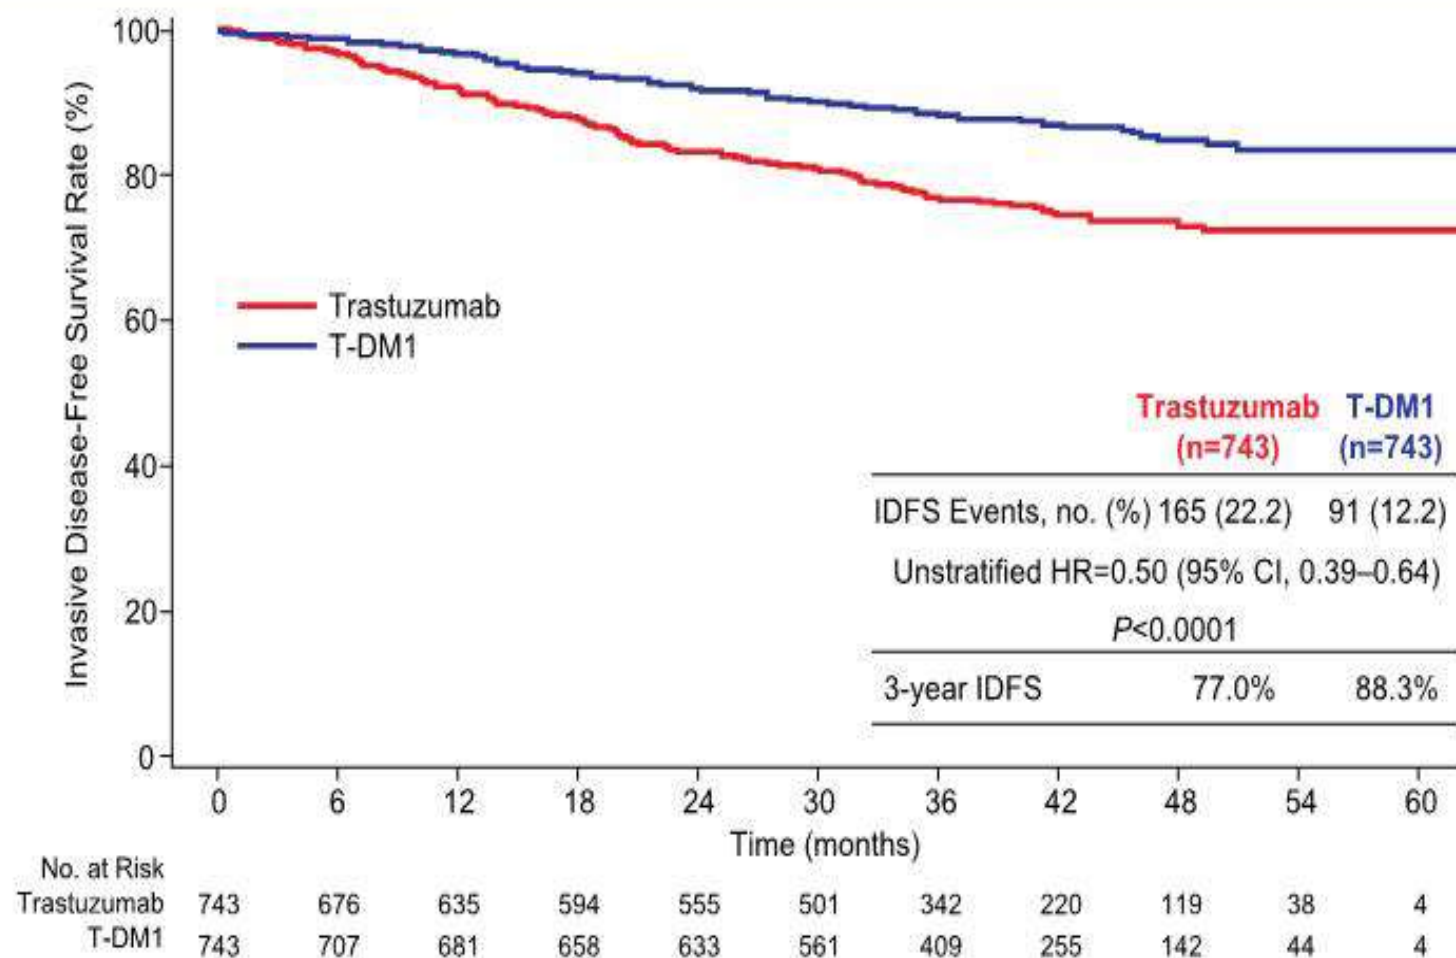 Invasive Disease-Free Survival Rate (%)
100
80
60
40
20
0
Trastuzumab
T-DM1
Trastuzumab T-DM1
(n=743) (n=743)
IDFS Events, no. (%) 165 (22.2) 91 (12.2)
Unstratified HR=0.50 (95% CI, 0.39–0.64)
P<0.0001
3-year IDFS 77.0% 88.3%
0 6 12 18 24 30 36 42 48 54 60
Time (months)
No. at Risk
Trastuzumab 743 676 635 594 555 501 342 220 119 38 4
T-DM1 743 707 681 658 633 561 409 255 142 44 4